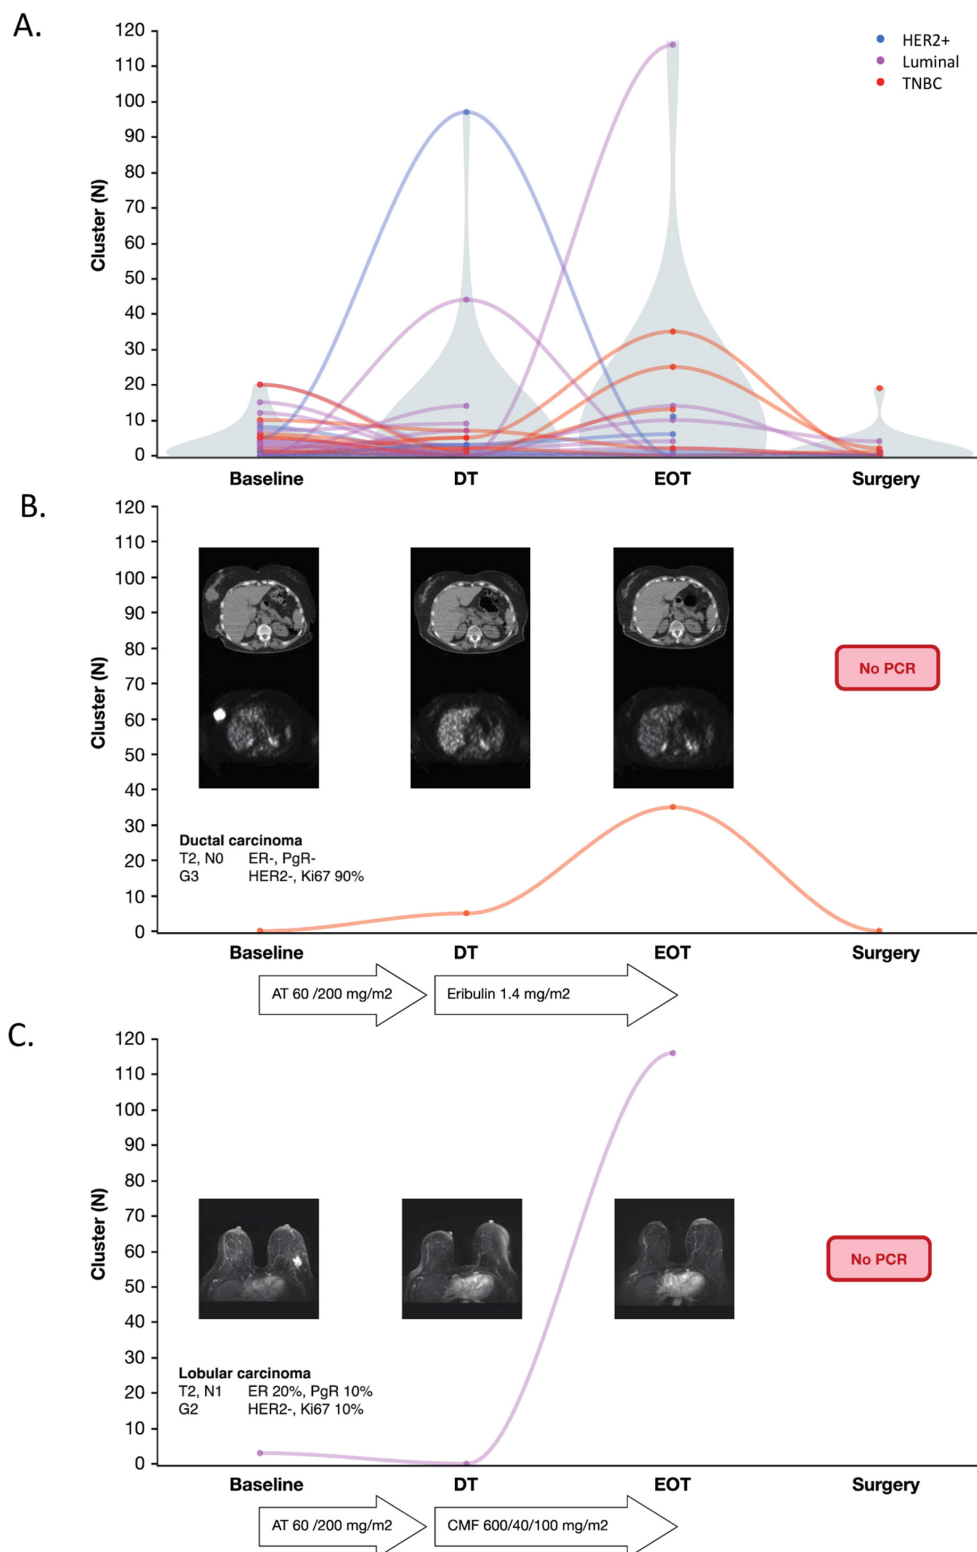 A.
120
110
100
90
80
70
60
50
40
30
20
10
0
Cluster (N)
HER2+
Luminal
TNBC
Baseline DT EOT Surgery
B.
120
110
100
90
80
70
60
50
40
30
20
10
0
Cluster (N)
No PCR
Ductal carcinoma
T2, N0 ER-, PgR-
G3 HER2-, Ki67 90%
Baseline DT EOT Surgery
AT 60 /200 mg/m2 Eribulin 1.4 mg/m2
C.
120
110
100
90
80
70
60
50
40
30
20
10
0
Cluster (N)
No PCR
Lobular carcinoma
T2, N1 ER 20%, PgR 10%
G2 HER2-, Ki67 10%
Baseline DT EOT Surgery
AT 60 /200 mg/m2 CMF 600/40/100 mg/m2